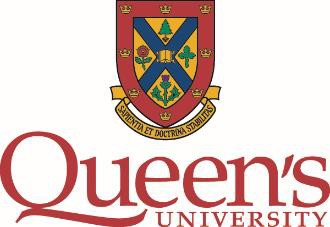 SAPIENTIA ET DOCTRINA STABILITAS
Queen's
UNIVERSITY